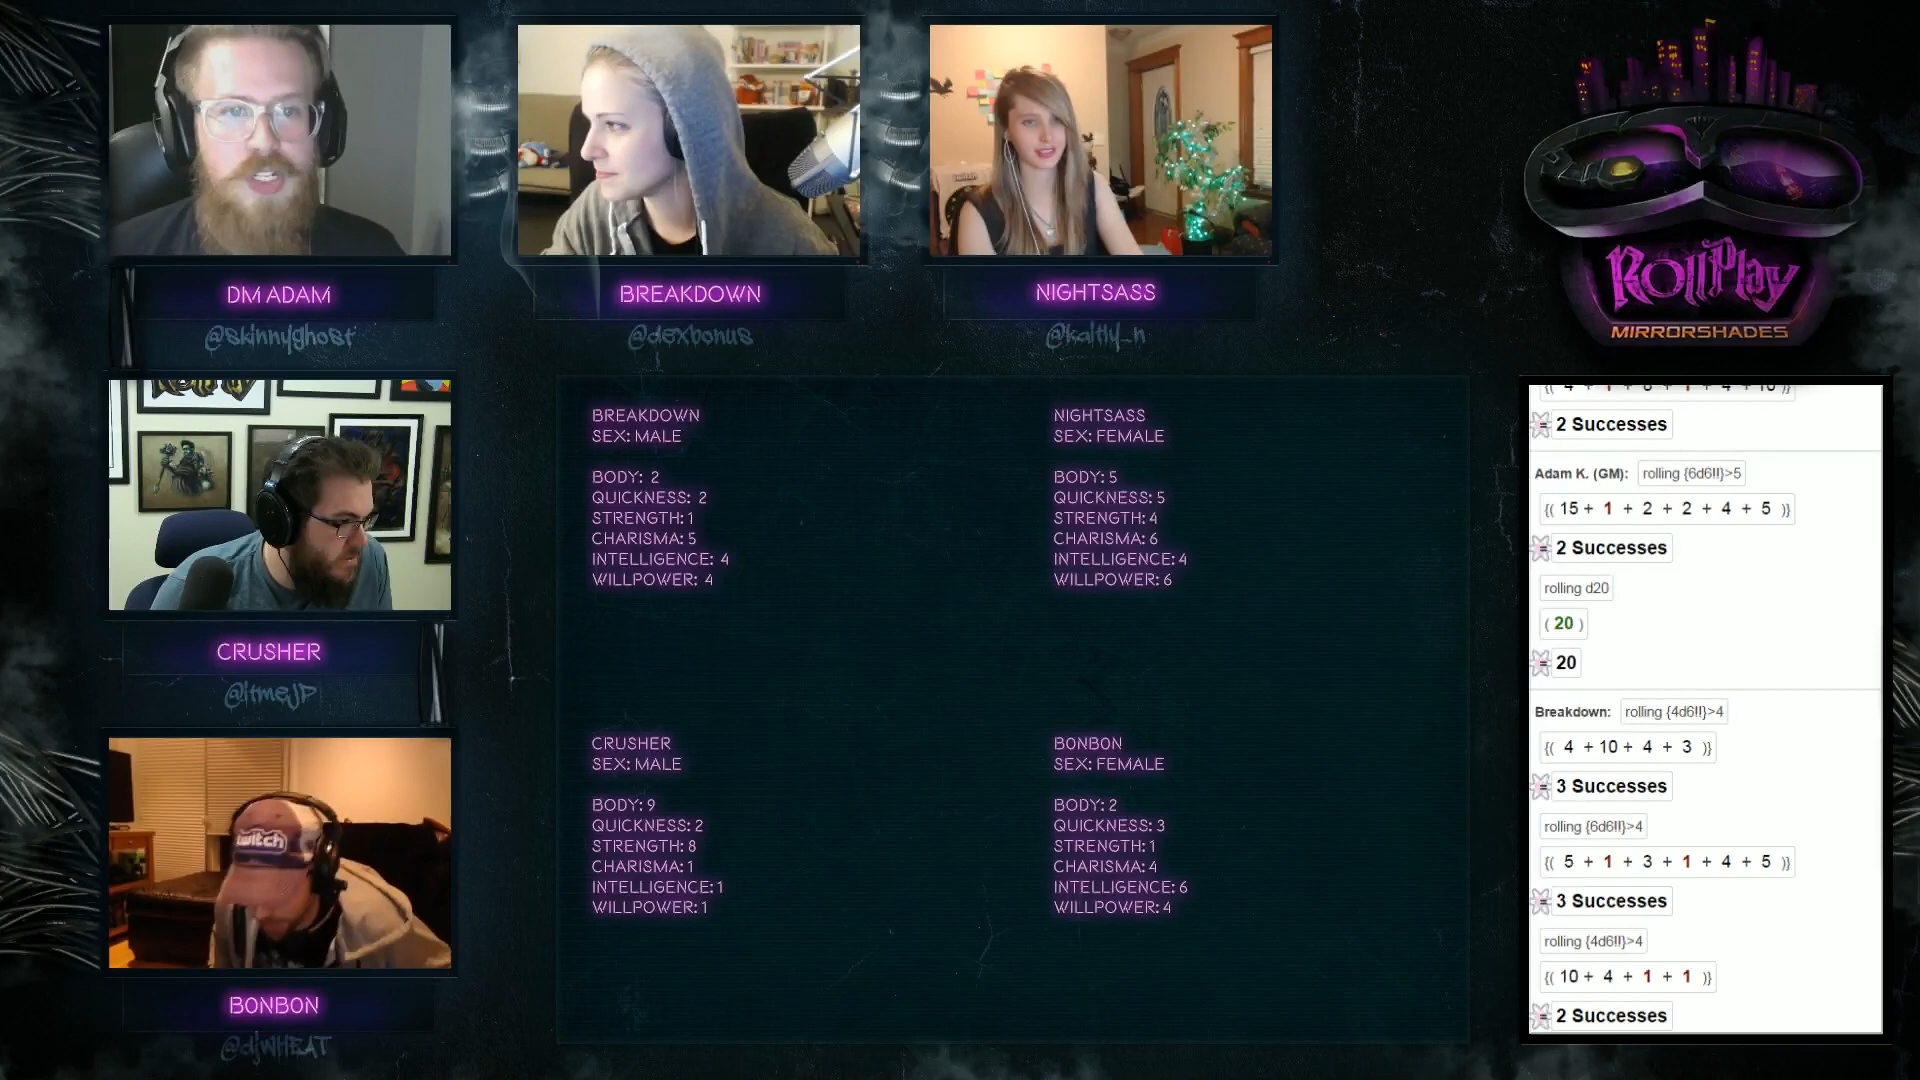 DM ADAM
@skinnyghost
BREAKDOWN
@dexbonus
NIGHTSASS
@kaitly_n
RollPlay
MIRRORSHADES
CRUSHER
@itmeJP
twitch
BONBON
@djWHEAT
BREAKDOWN
SEX: MALE
BODY: 2
QUICKNESS: 2
STRENGTH: 1
CHARISMA: 5
INTELLIGENCE: 4
WILLPOWER: 4
NIGHTSASS
SEX: FEMALE
BODY: 5
QUICKNESS: 5
STRENGTH: 4
CHARISMA: 6
INTELLIGENCE: 4
WILLPOWER: 6
CRUSHER
SEX: MALE
BODY: 9
QUICKNESS: 2
STRENGTH: 8
CHARISMA: 1
INTELLIGENCE: 1
WILLPOWER: 1
BONBON
SEX: FEMALE
BODY: 2
QUICKNESS: 3
STRENGTH: 1
CHARISMA: 4
INTELLIGENCE: 6
WILLPOWER: 4
= 2 Successes
Adam K. (GM): rolling {6d6!!}>5
{( 15 + 1 + 2 + 2 + 4 + 5 )}
= 2 Successes
rolling d20
( 20 )
= 20
Breakdown: rolling {4d6!!}>4
{( 4 + 10 + 4 + 3 )}
= 3 Successes
rolling {6d6!!}>4
{( 5 + 1 + 3 + 1 + 4 + 5 )}
= 3 Successes
rolling {4d6!!}>4
{( 10 + 4 + 1 + 1 )}
= 2 Successes